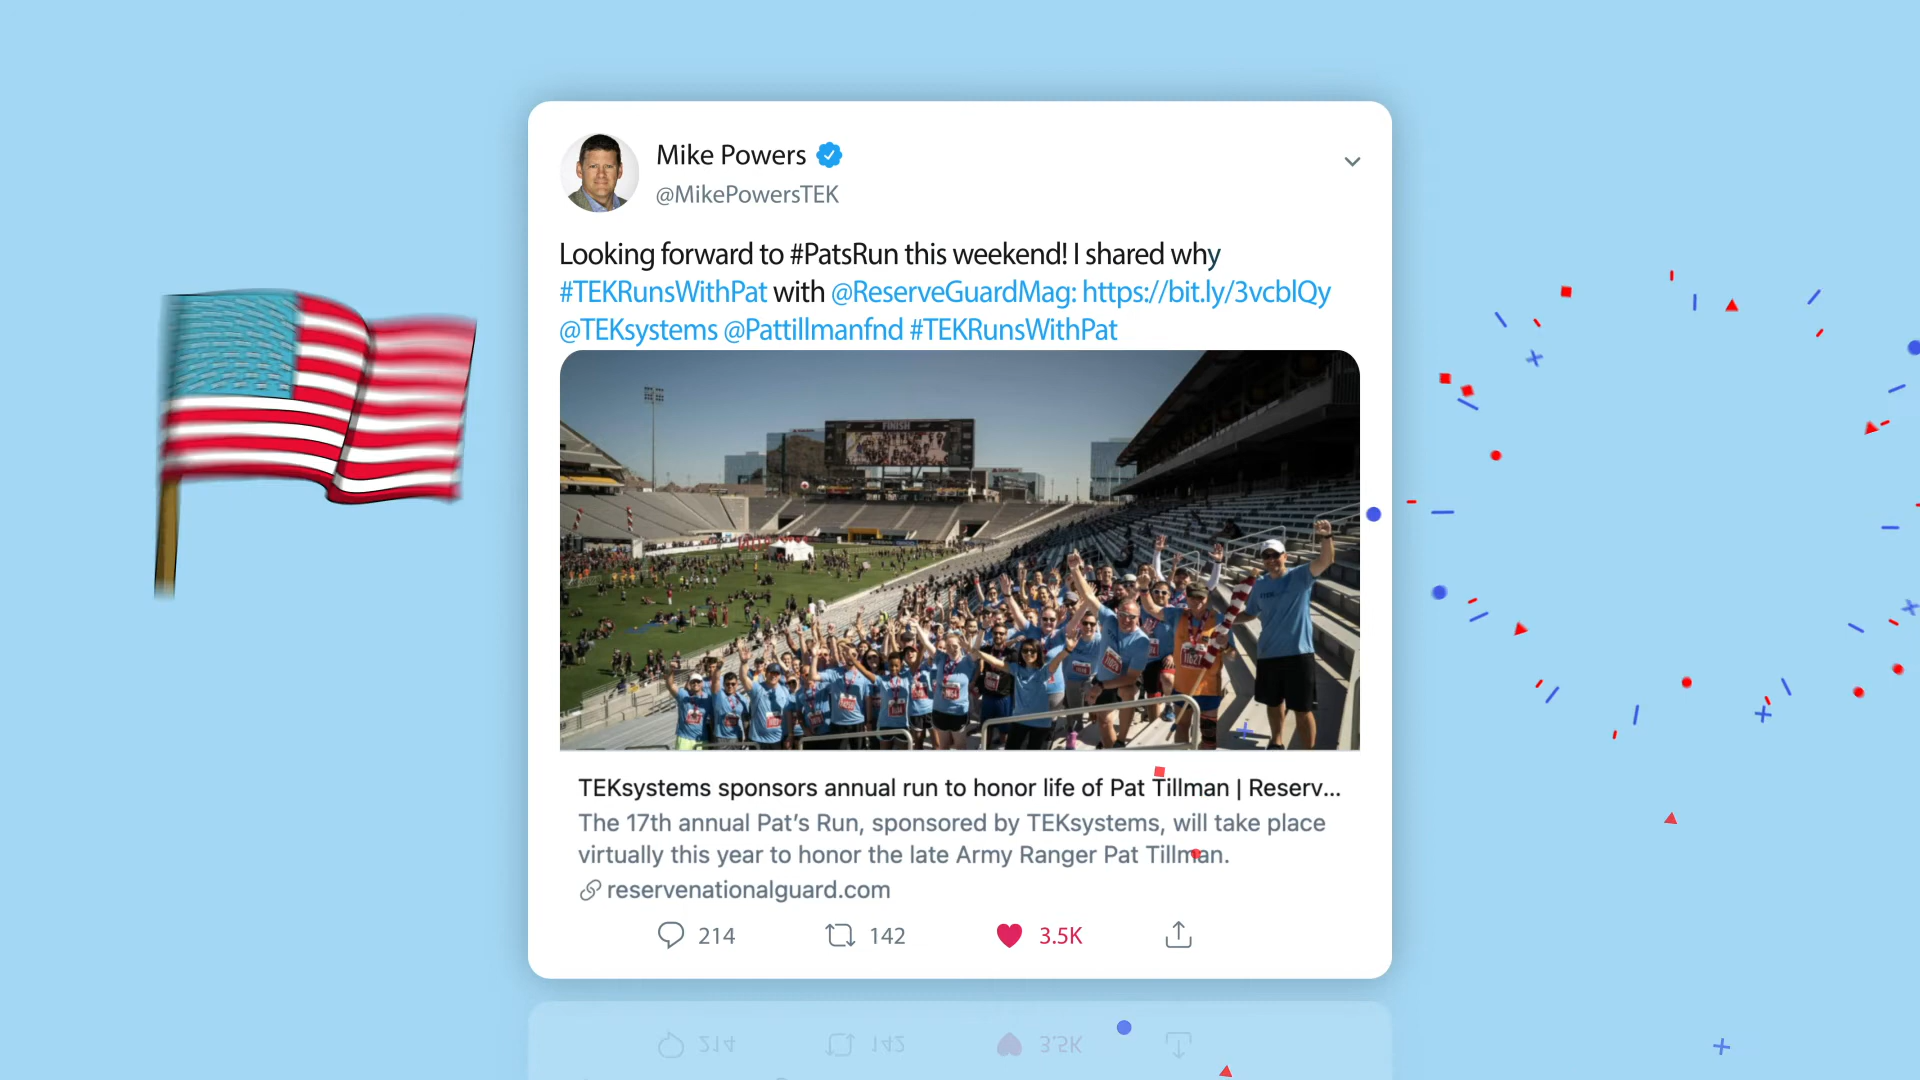 Mike Powers
@MikePowersTEK
Looking forward to #PatsRun this weekend! I shared why
#TEKRunsWithPat with @ReserveGuardMag: https://bit.ly/3vcblQy
@TEKsystems @Pattillmanfnd #TEKRunsWithPat
FINISH
TEKsystems sponsors annual run to honor life of Pat Tillman | Reserv...
The 17th annual Pat's Run, sponsored by TEKsystems, will take place
virtually this year to honor the late Army Ranger Pat Tillman.
reservenationalguard.com
214 142 3.5K